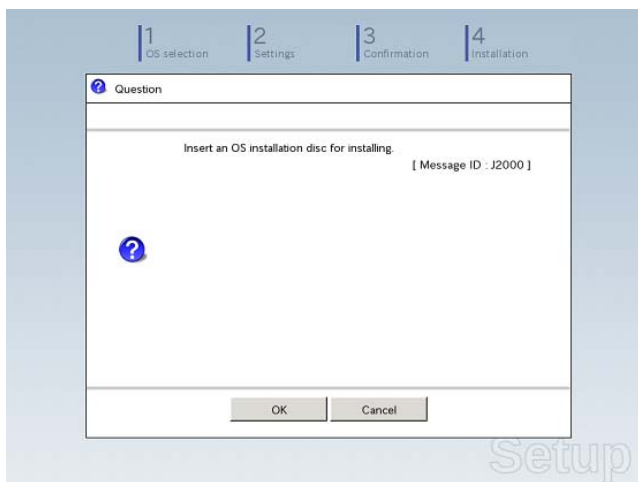 1
OS selection
2
Settings
3
Confirmation
4
Installation
Question
Insert an OS installation disc for installing.
[ Message ID : J2000 ]
OK
Cancel
Setup